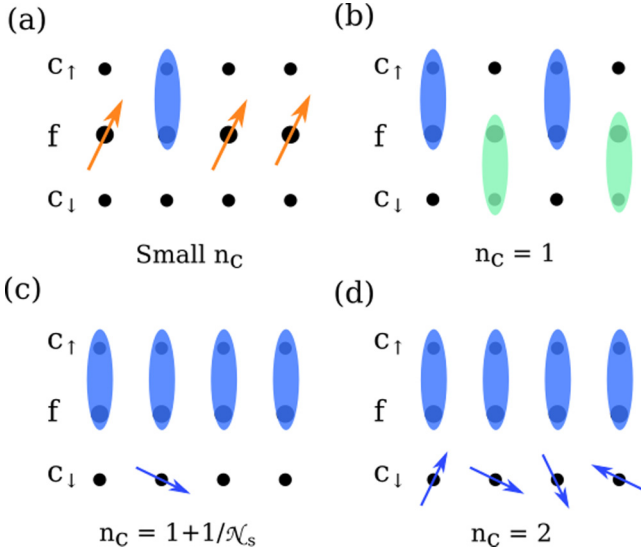 (a)
(b)
c↑
c↑
f
f
c↓
c↓
Small n_C
n_C = 1
(c)
(d)
c↑
c↑
f
f
c↓
c↓
n_C = 1+1/𝒩_s
n_C = 2